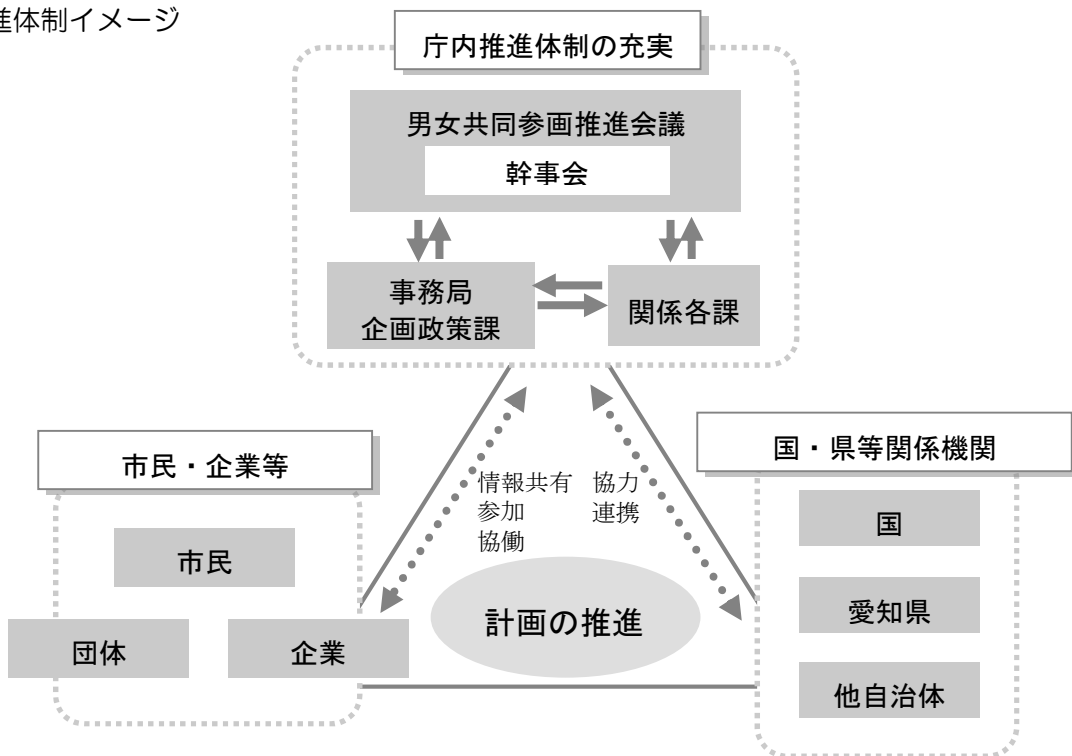 進体制イメージ
庁内推進体制の充実
男女共同参画推進会議
幹事会
事務局
企画政策課
関係各課
市民・企業等
市民
団体
企業
情報共有
参加
協働
協力
連携
計画の推進
国・県等関係機関
国
愛知県
他自治体